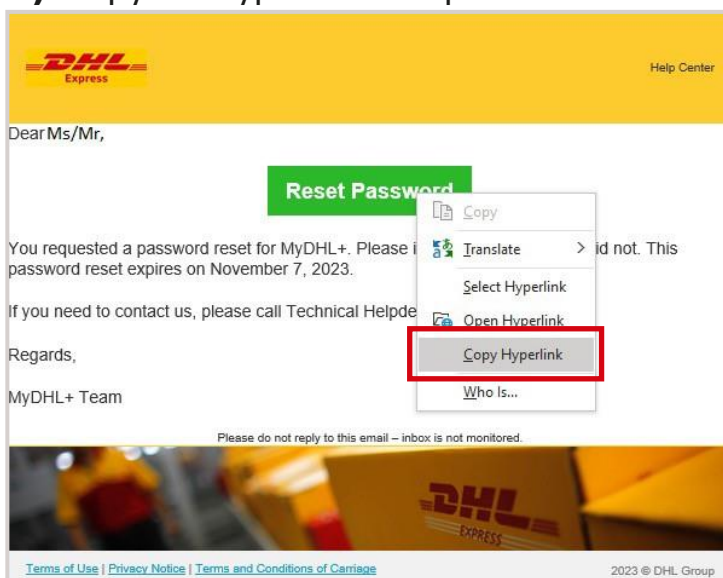 DHL
Express
Help Center
Dear Ms/Mr,
Reset Password
You requested a password reset for MyDHL+. Please i
id not. This
password reset expires on November 7, 2023.
If you need to contact us, please call Technical Helpde
Regards,
MyDHL+ Team
Copy
Translate
Select Hyperlink
Open Hyperlink
Copy Hyperlink
Who Is...
Please do not reply to this email – inbox is not monitored.
DHL
EXPRESS
Terms of Use | Privacy Notice | Terms and Conditions of Carriage
2023 © DHL Group